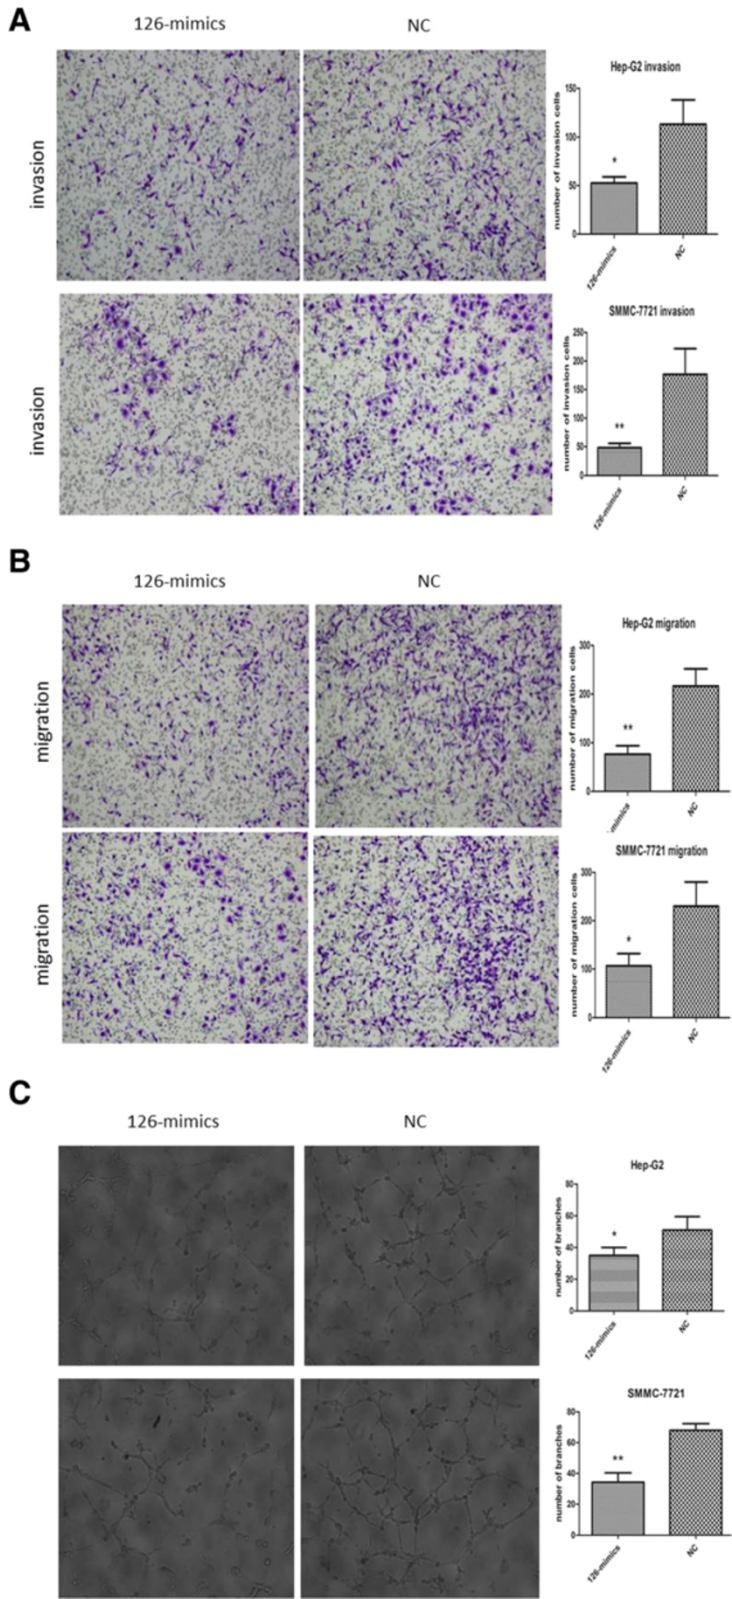 A
126-mimics
NC
invasion
invasion
Hep-G2 invasion
number of invasion cells
150
100
50
0
*
126-mimics
NC
SMMC-7721 invasion
number of invasion cells
250
200
150
100
50
0
**
126-mimics
NC
B
126-mimics
NC
migration
migration
Hep-G2 migration
number of migration cells
300
200
100
0
**
-mimics
NC
SMMC-7721 migration
number of migration cells
300
200
100
0
*
126-mimics
NC
C
126-mimics
NC
Hep-G2
number of branches
80
60
40
20
0
*
126-mimics
NC
SMMC-7721
number of branches
80
60
40
20
0
**
126-mimics
NC